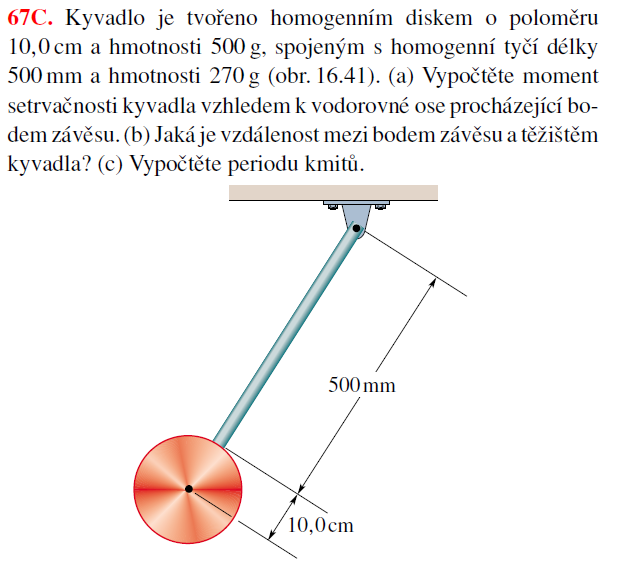 67C. Kyvadlo je tvořeno homogenním diskem o poloměru
10,0 cm a hmotnosti 500 g, spojeným s homogenní tyčí délky
500 mm a hmotnosti 270 g (obr. 16.41). (a) Vypočtěte moment
setrvačnosti kyvadla vzhledem k vodorovné ose procházející bo-
dem závěsu. (b) Jaká je vzdálenost mezi bodem závěsu a těžištěm
kyvadla? (c) Vypočtěte periodu kmitů.
500 mm
10,0 cm